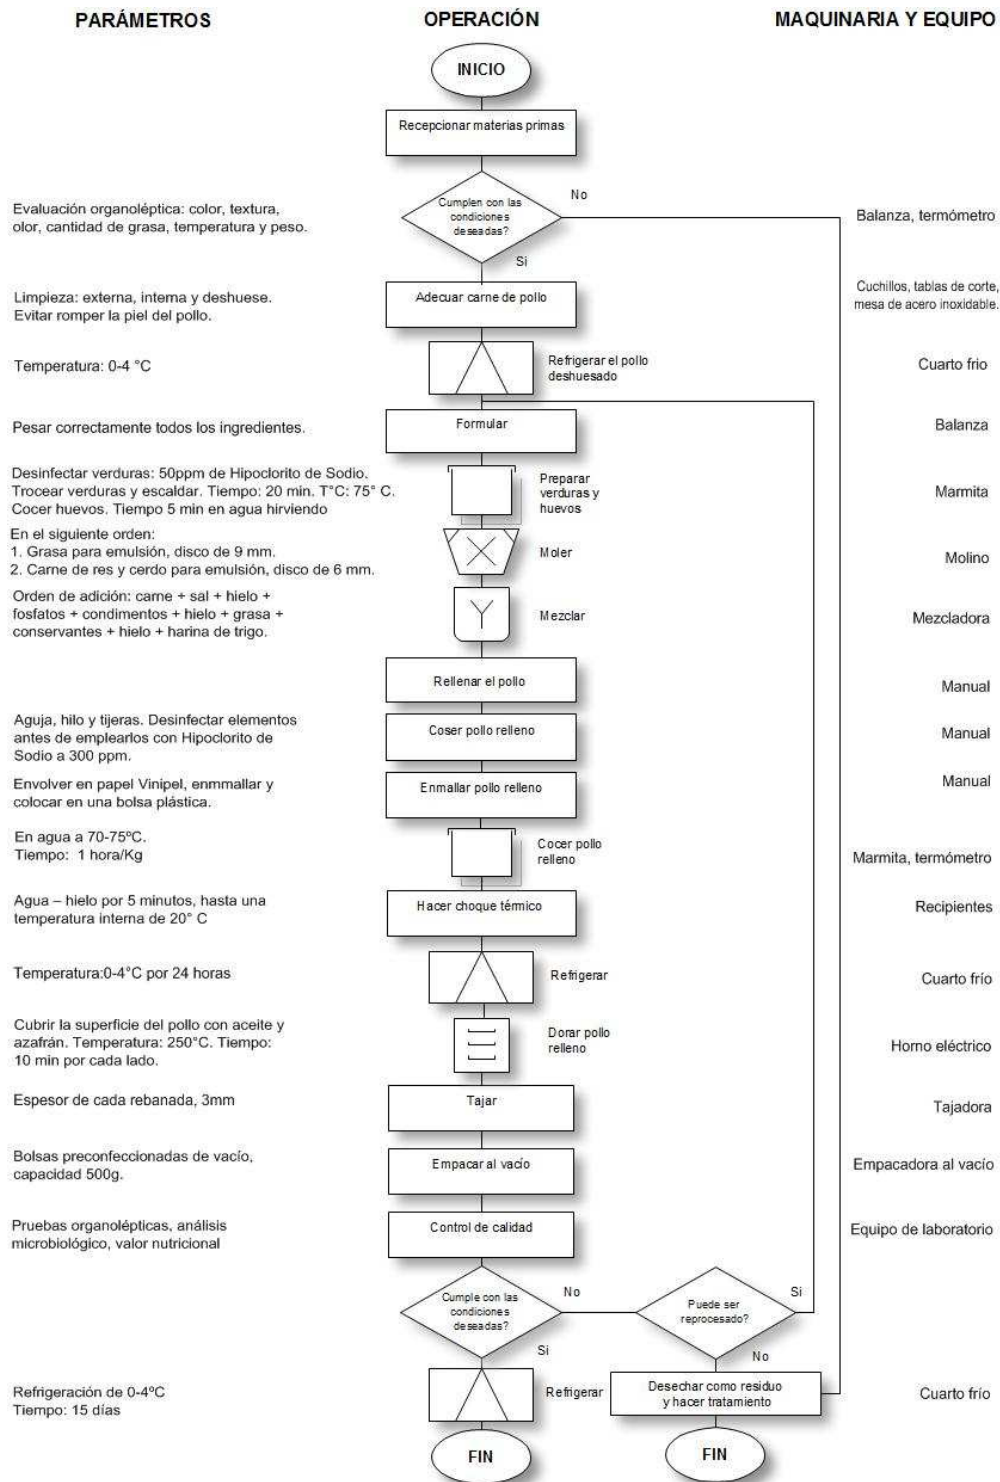 PARÁMETROS
OPERACIÓN
MAQUINARIA Y EQUIPO
INICIO
Recepcionar materias primas
Evaluación organoléptica: color, textura,
olor, cantidad de grasa, temperatura y peso.
Cumplen con las
condiciones
deseadas?
No
Si
Balanza, termómetro
Limpieza: externa, interna y deshuese.
Evitar romper la piel del pollo.
Adecuar carne de pollo
Cuchillos, tablas de corte,
mesa de acero inoxidable.
Temperatura: 0-4 °C
Refrigerar el pollo
deshuesado
Cuarto frio
Pesar correctamente todos los ingredientes.
Formular
Balanza
Desinfectar verduras: 50ppm de Hipoclorito de Sodio.
Trocear verduras y escaldar. Tiempo: 20 min. T°C: 75° C.
Cocer huevos. Tiempo 5 min en agua hirviendo
Preparar
verduras y
huevos
Marmita
En el siguiente orden:
1. Grasa para emulsión, disco de 9 mm.
2. Carne de res y cerdo para emulsión, disco de 6 mm.
Moler
Molino
Orden de adición: carne + sal + hielo +
fosfatos + condimentos + hielo + grasa +
conservantes + hielo + harina de trigo.
Mezclar
Mezcladora
Rellenar el pollo
Manual
Aguja, hilo y tijeras. Desinfectar elementos
antes de emplearlos con Hipoclorito de
Sodio a 300 ppm.
Coser pollo relleno
Manual
Envolver en papel Vinipel, enmmallar y
colocar en una bolsa plástica.
Enmallar pollo relleno
Manual
En agua a 70-75ºC.
Tiempo: 1 hora/Kg
Cocer pollo
relleno
Marmita, termómetro
Agua – hielo por 5 minutos, hasta una
temperatura interna de 20° C
Hacer choque térmico
Recipientes
Temperatura:0-4°C por 24 horas
Refrigerar
Cuarto frío
Cubrir la superficie del pollo con aceite y
azafrán. Temperatura: 250°C. Tiempo:
10 min por cada lado.
Dorar pollo
relleno
Horno eléctrico
Espesor de cada rebanada, 3mm
Tajar
Tajadora
Bolsas preconfeccionadas de vacío,
capacidad 500g.
Empacar al vacío
Empacadora al vacío
Pruebas organolépticas, análisis
microbiológico, valor nutricional
Control de calidad
Equipo de laboratorio
Cumple con las
condiciones
deseadas?
No
Si
Puede ser
reprocesado?
Si
No
Refrigeración de 0-4ºC
Tiempo: 15 días
Refrigerar
Desechar como residuo
y hacer tratamiento
Cuarto frío
FIN
FIN